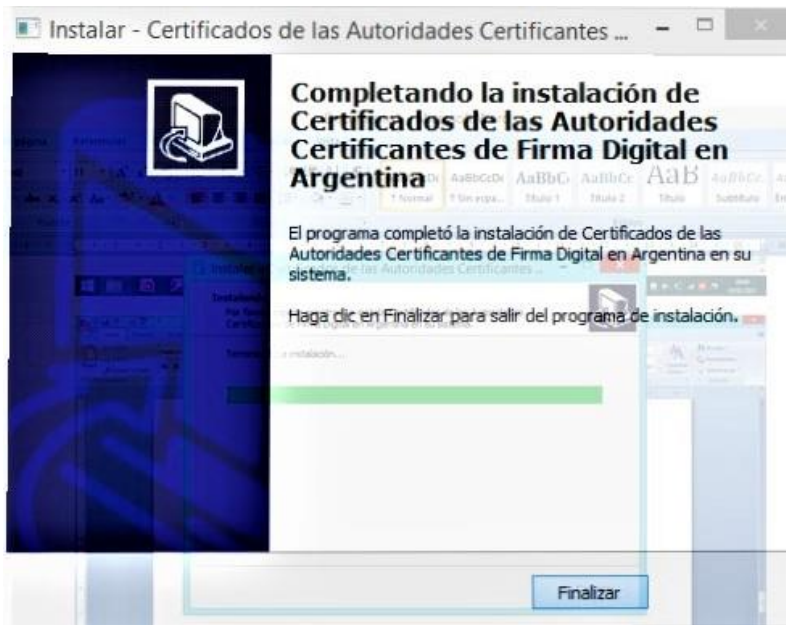 Instalar - Certificados de las Autoridades Certificantes ...
Completando la instalación de
Certificados de las Autoridades
Certificantes de Firma Digital en
Argentina
El programa completó la instalación de Certificados de las
Autoridades Certificantes de Firma Digital en Argentina en su
sistema.
Haga clic en Finalizar para salir del programa de instalación.
Finalizar